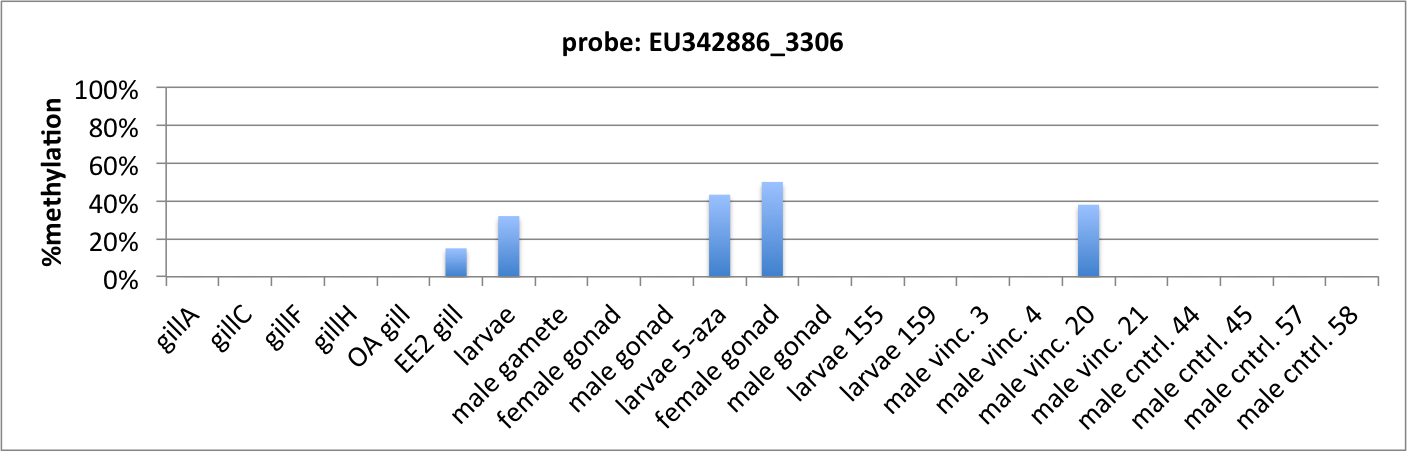 probe: EU342886_3306
%methylation
100%
80%
60%
40%
20%
0%
gillA
gillC
gillF
gillH
OA gill
EE2 gill
larvae
male gamete
female gonad
male gonad
larvae 5-aza
female gonad
male gonad
larvae 155
larvae 159
male vinc. 3
male vinc. 4
male vinc. 20
male vinc. 21
male cntrl. 44
male cntrl. 45
male cntrl. 57
male cntrl. 58